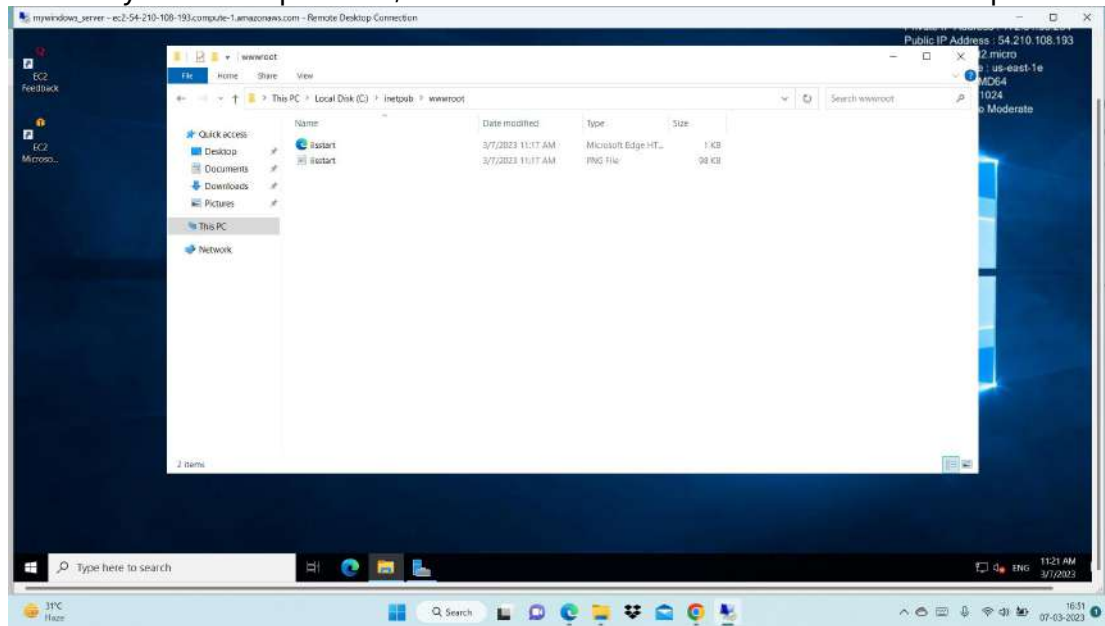 mywindows_server - ec2-54-210-108-193.compute-1.amazonaws.com - Remote Desktop Connection
Public IP Address : 54.210.108.193
2.micro
: us-east-1e
MD64
1024
Moderate
EC2
Feedback
EC2
Microso...
wwwroot
File Home Share View
This PC > Local Disk (C:) > inetpub > wwwroot
Search wwwroot
Name Date modified Type Size
iisstart 3/7/2023 11:17 AM Microsoft Edge HT... 1 KB
iisstart 3/7/2023 11:17 AM PNG File 98 KB
Quick access
Desktop
Documents
Downloads
Pictures
This PC
Network
2 items
Type here to search
ENG
11:21 AM
3/7/2023
31°C
Haze
Search
16:51
07-03-2023